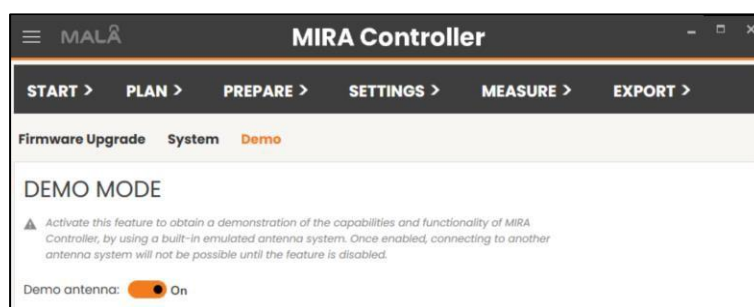 MALÅ MIRA Controller
START > PLAN > PREPARE > SETTINGS > MEASURE > EXPORT >
Firmware Upgrade System Demo
DEMO MODE
Activate this feature to obtain a demonstration of the capabilities and functionality of MIRA
Controller, by using a built-in emulated antenna system. Once enabled, connecting to another
antenna system will not be possible until the feature is disabled.
Demo antenna: On